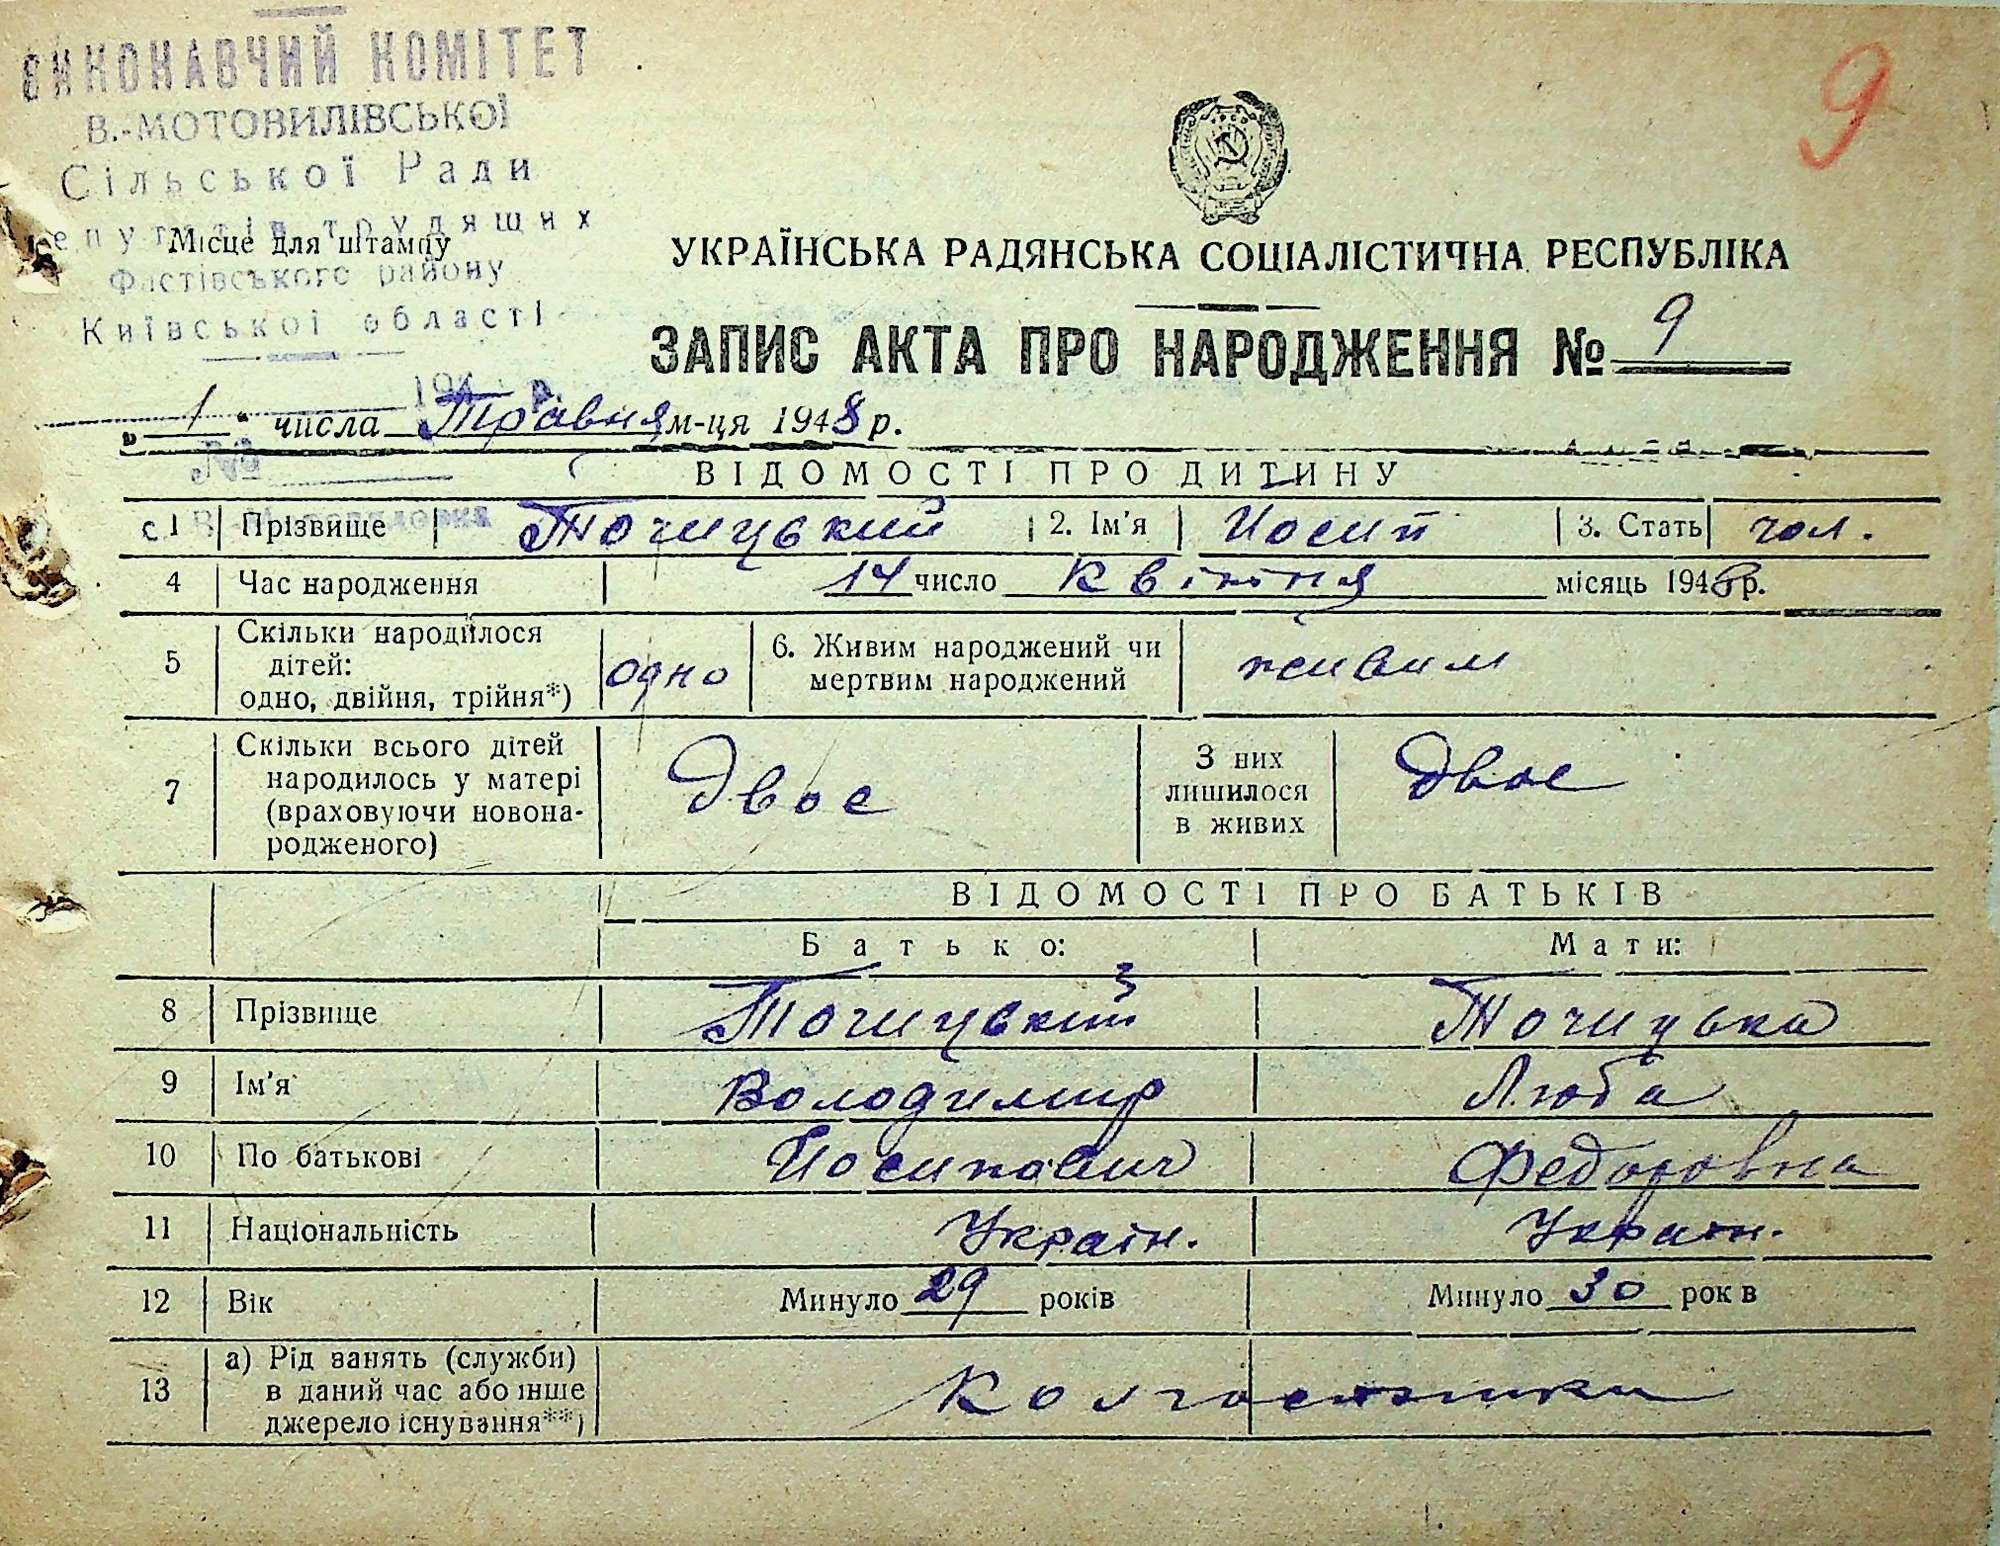 ВИКОНАВЧИЙ КОМІТЕТ
В.-МОТОВИЛІВСЬКОЇ
Сільської Ради
депутатів трудящих
Фастівського району
Київської області
194 р.
№
Місце для штампу
9
УКРАЇНСЬКА РАДЯНСЬКА СОЦІАЛІСТИЧНА РЕСПУБЛІКА
ЗАПИС АКТА ПРО НАРОДЖЕННЯ № 9
„ 1 “ числа Травня м-ця 1948 р.
ВІДОМОСТІ ПРО ДИТИНУ
с. 1 Прізвище Точицький 2. Ім'я Йосип 3. Стать чол.
4 Час народження 14 число Квітня місяць 1948 р.
5 Скільки народилося дітей: одно, двійня, трійня*) одно 6. Живим народжений чи мертвим народжений живим
7 Скільки всього дітей народилось у матері (враховуючи новонародженого) Двоє З них лишилося в живих Двоє
ВІДОМОСТІ ПРО БАТЬКІВ
Батько: Мати:
8 Прізвище Точицький Точицька
9 Ім'я Володимир Люба
10 По батькові Йосипович Федоровна
11 Національність Україн. Україн.
12 Вік Минуло 29 років Минуло 30 рок в
13 а) Рід занять (служби) в даний час або інше джерело існування**) Колгоспники